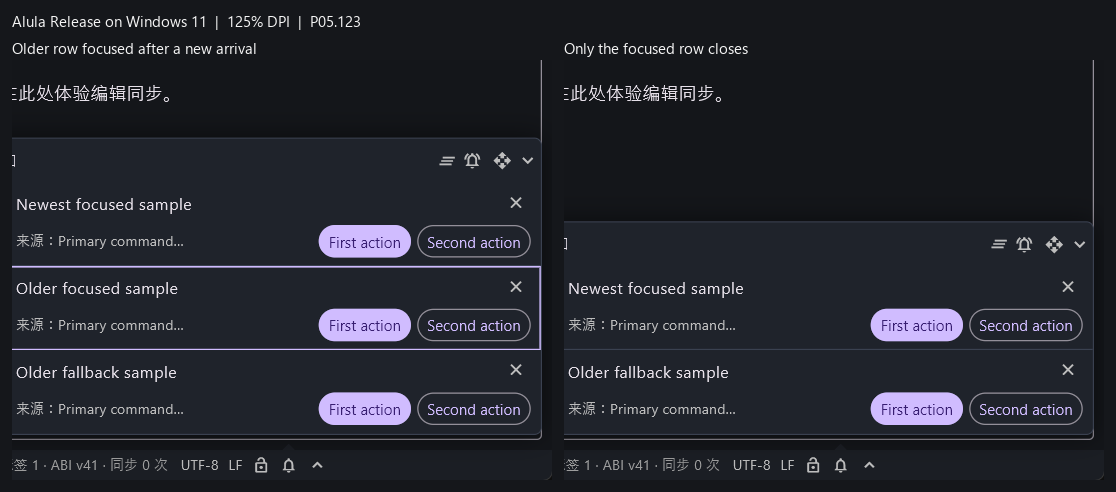 Alula Release on Windows 11 | 125% DPI | P05.123
Older row focused after a new arrival
此处体验编辑同步。
Newest focused sample
来源：Primary command...
First action
Second action
Older focused sample
来源：Primary command...
First action
Second action
Older fallback sample
来源：Primary command...
First action
Second action
签 1 · ABI v41 · 同步 0 次 UTF-8 LF
Only the focused row closes
此处体验编辑同步。
Newest focused sample
来源：Primary command...
First action
Second action
Older fallback sample
来源：Primary command...
First action
Second action
签 1 · ABI v41 · 同步 0 次 UTF-8 LF